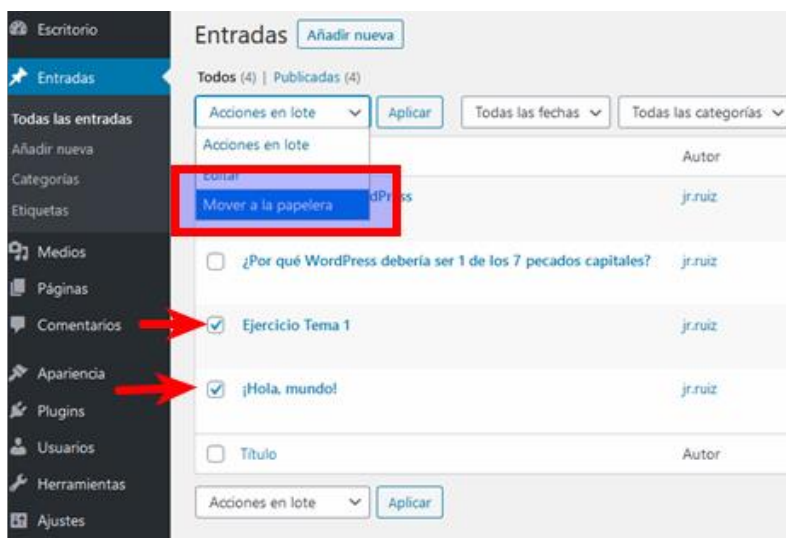 Escritorio
Entradas
Todas las entradas
Añadir nueva
Categorías
Etiquetas
Medios
Páginas
Comentarios
Apariencia
Plugins
Usuarios
Herramientas
Ajustes
Entradas Añadir nueva
Todos (4) | Publicadas (4)
Acciones en lote Aplicar Todas las fechas Todas las categorías
Acciones en lote
Editar
Mover a la papelera
Autor
jr.ruiz
¿Por qué WordPress debería ser 1 de los 7 pecados capitales? jr.ruiz
Ejercicio Tema 1 jr.ruiz
¡Hola, mundo! jr.ruiz
Título Autor
Acciones en lote Aplicar